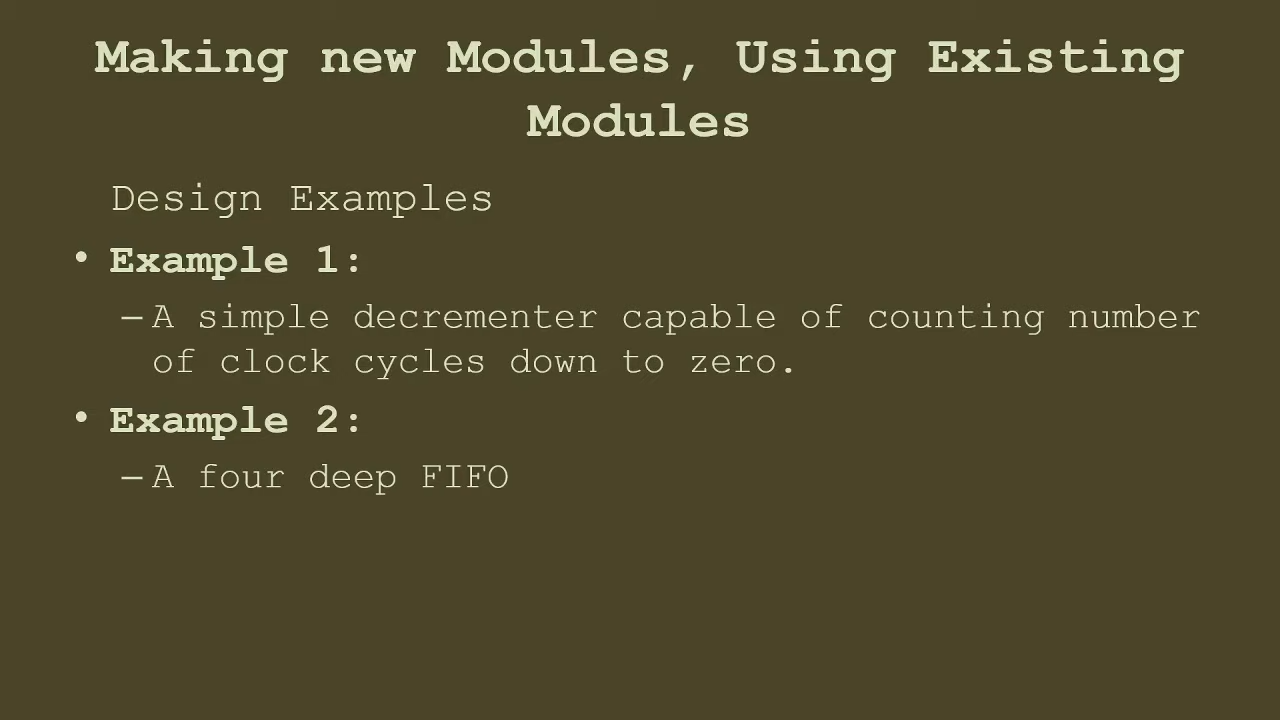 Making new Modules, Using Existing
Modules
Design Examples
• Example 1:
–A simple decrementer capable of counting number
of clock cycles down to zero.
• Example 2:
–A four deep FIFO